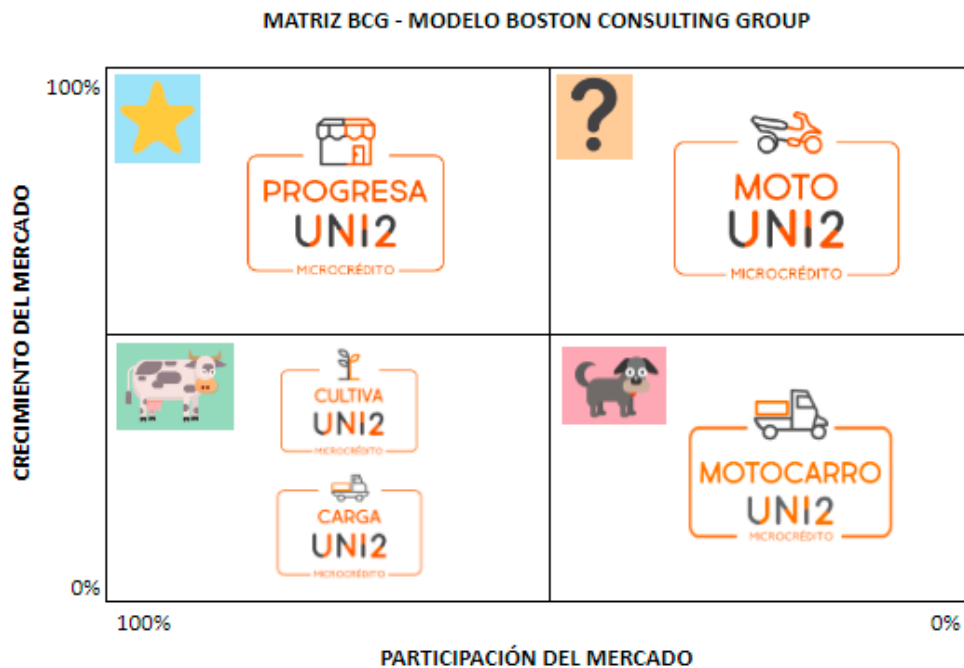 MATRIZ BCG - MODELO BOSTON CONSULTING GROUP
100%
CRECIMIENTO DEL MERCADO
PROGRESA
UNI2
MICROCRÉDITO
?
MOTO
UNI2
MICROCRÉDITO
CULTIVA
UNI2
MICROCRÉDITO
CARGA
UNI2
MICROCRÉDITO
MOTOCARRO
UNI2
MICROCRÉDITO
0%
100%
0%
PARTICIPACIÓN DEL MERCADO